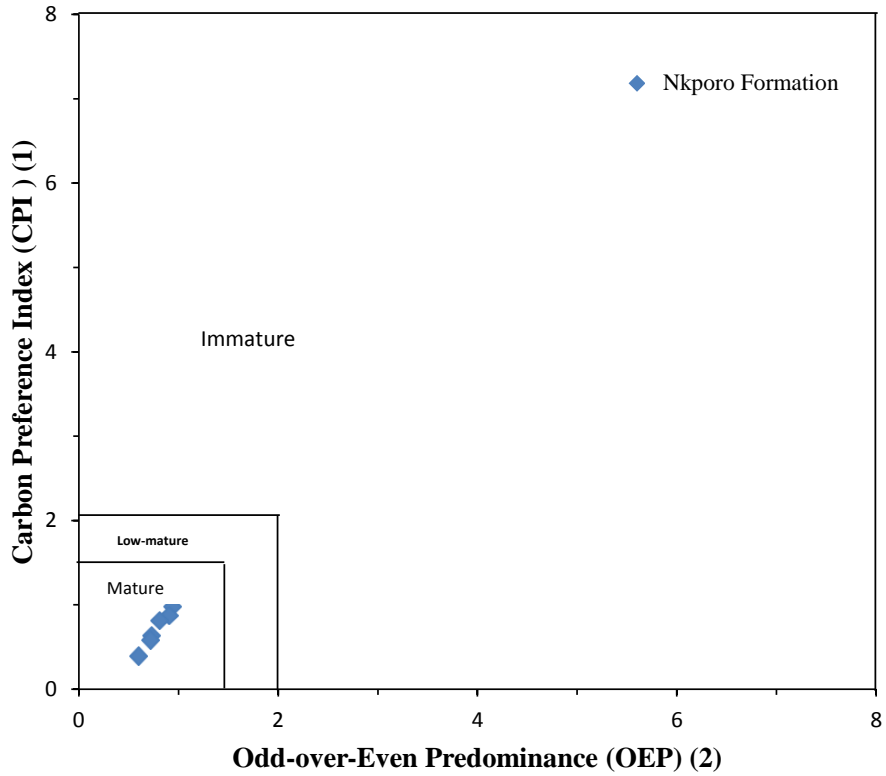 8
Nkporo Formation
6
Carbon Preference Index (CPI ) (1)
Immature
4
2
Low-mature
Mature
0
0
2
4
6
8
Odd-over-Even Predominance (OEP) (2)